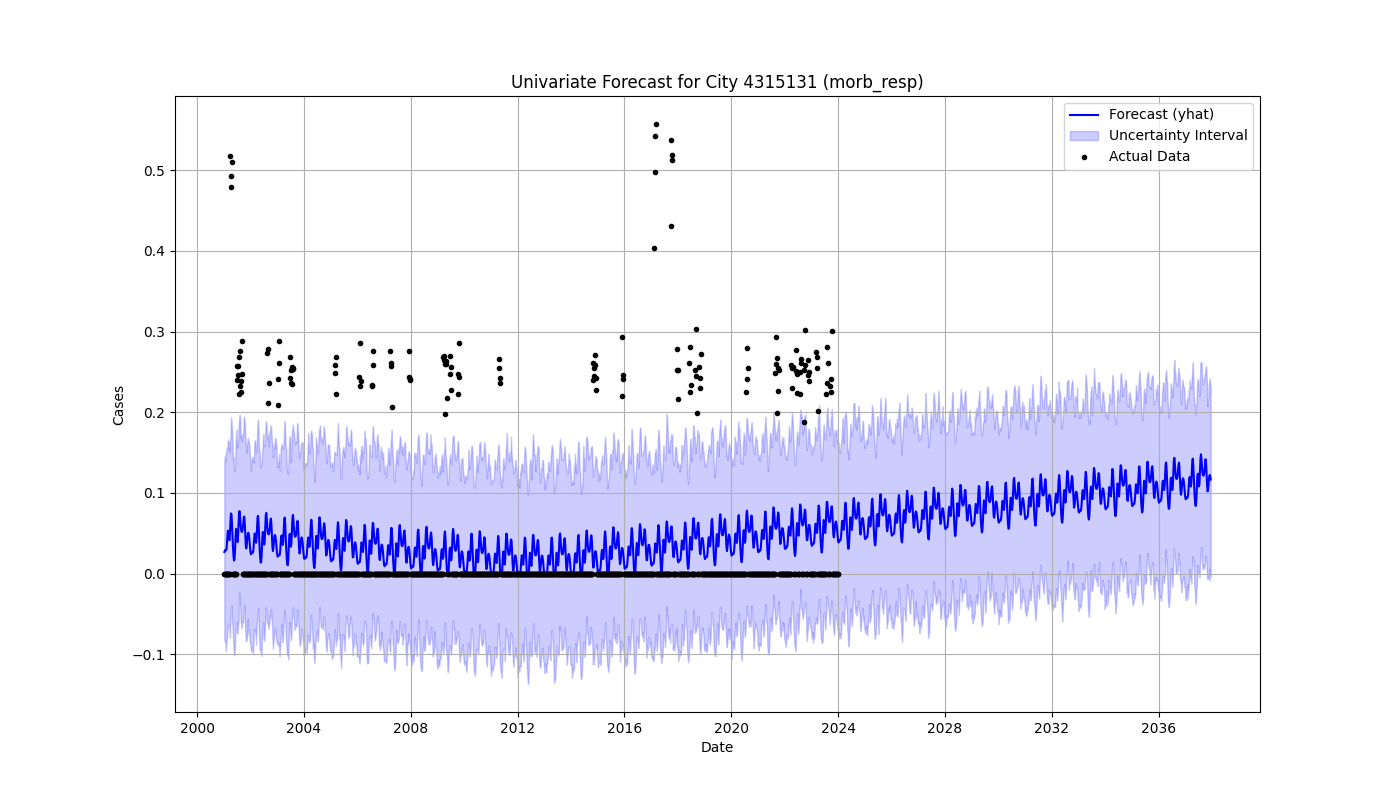 Univariate Forecast for City 4315131 (morb_resp)
Forecast (yhat)
Uncertainty Interval
Actual Data
Cases
0.5
0.4
0.3
0.2
0.1
0.0
−0.1
2000 2004 2008 2012 2016 2020 2024 2028 2032 2036
Date